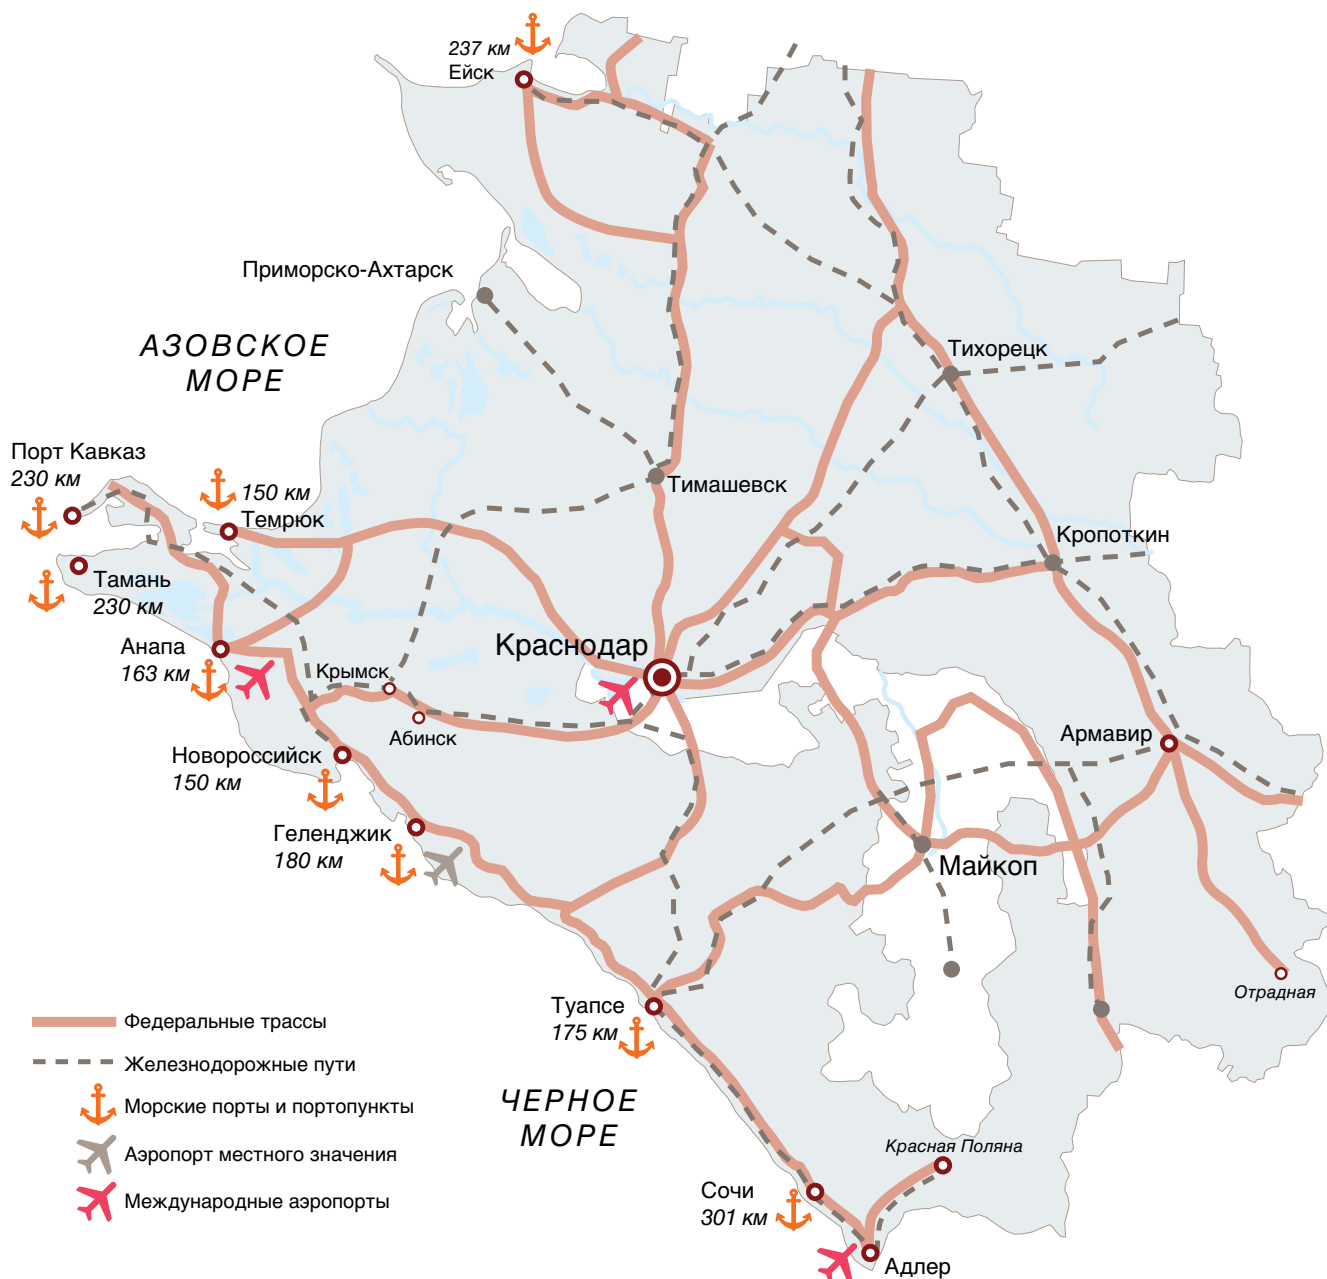 237 км
Ейск
Приморско-Ахтарск
АЗОВСКОЕ
МОРЕ
Тихорецк
Порт Кавказ
230 км
150 км
Темрюк
Тимашевск
Кропоткин
Тамань
230 км
Анапа
163 км
Краснодар
Крымск
Абинск
Армавир
Новороссийск
150 км
Геленджик
180 км
Майкоп
Отрадная
Туапсе
175 км
Федеральные трассы
Железнодорожные пути
Морские порты и портопункты
Аэропорт местного значения
Международные аэропорты
ЧЕРНОЕ
МОРЕ
Красная Поляна
Сочи
301 км
Адлер